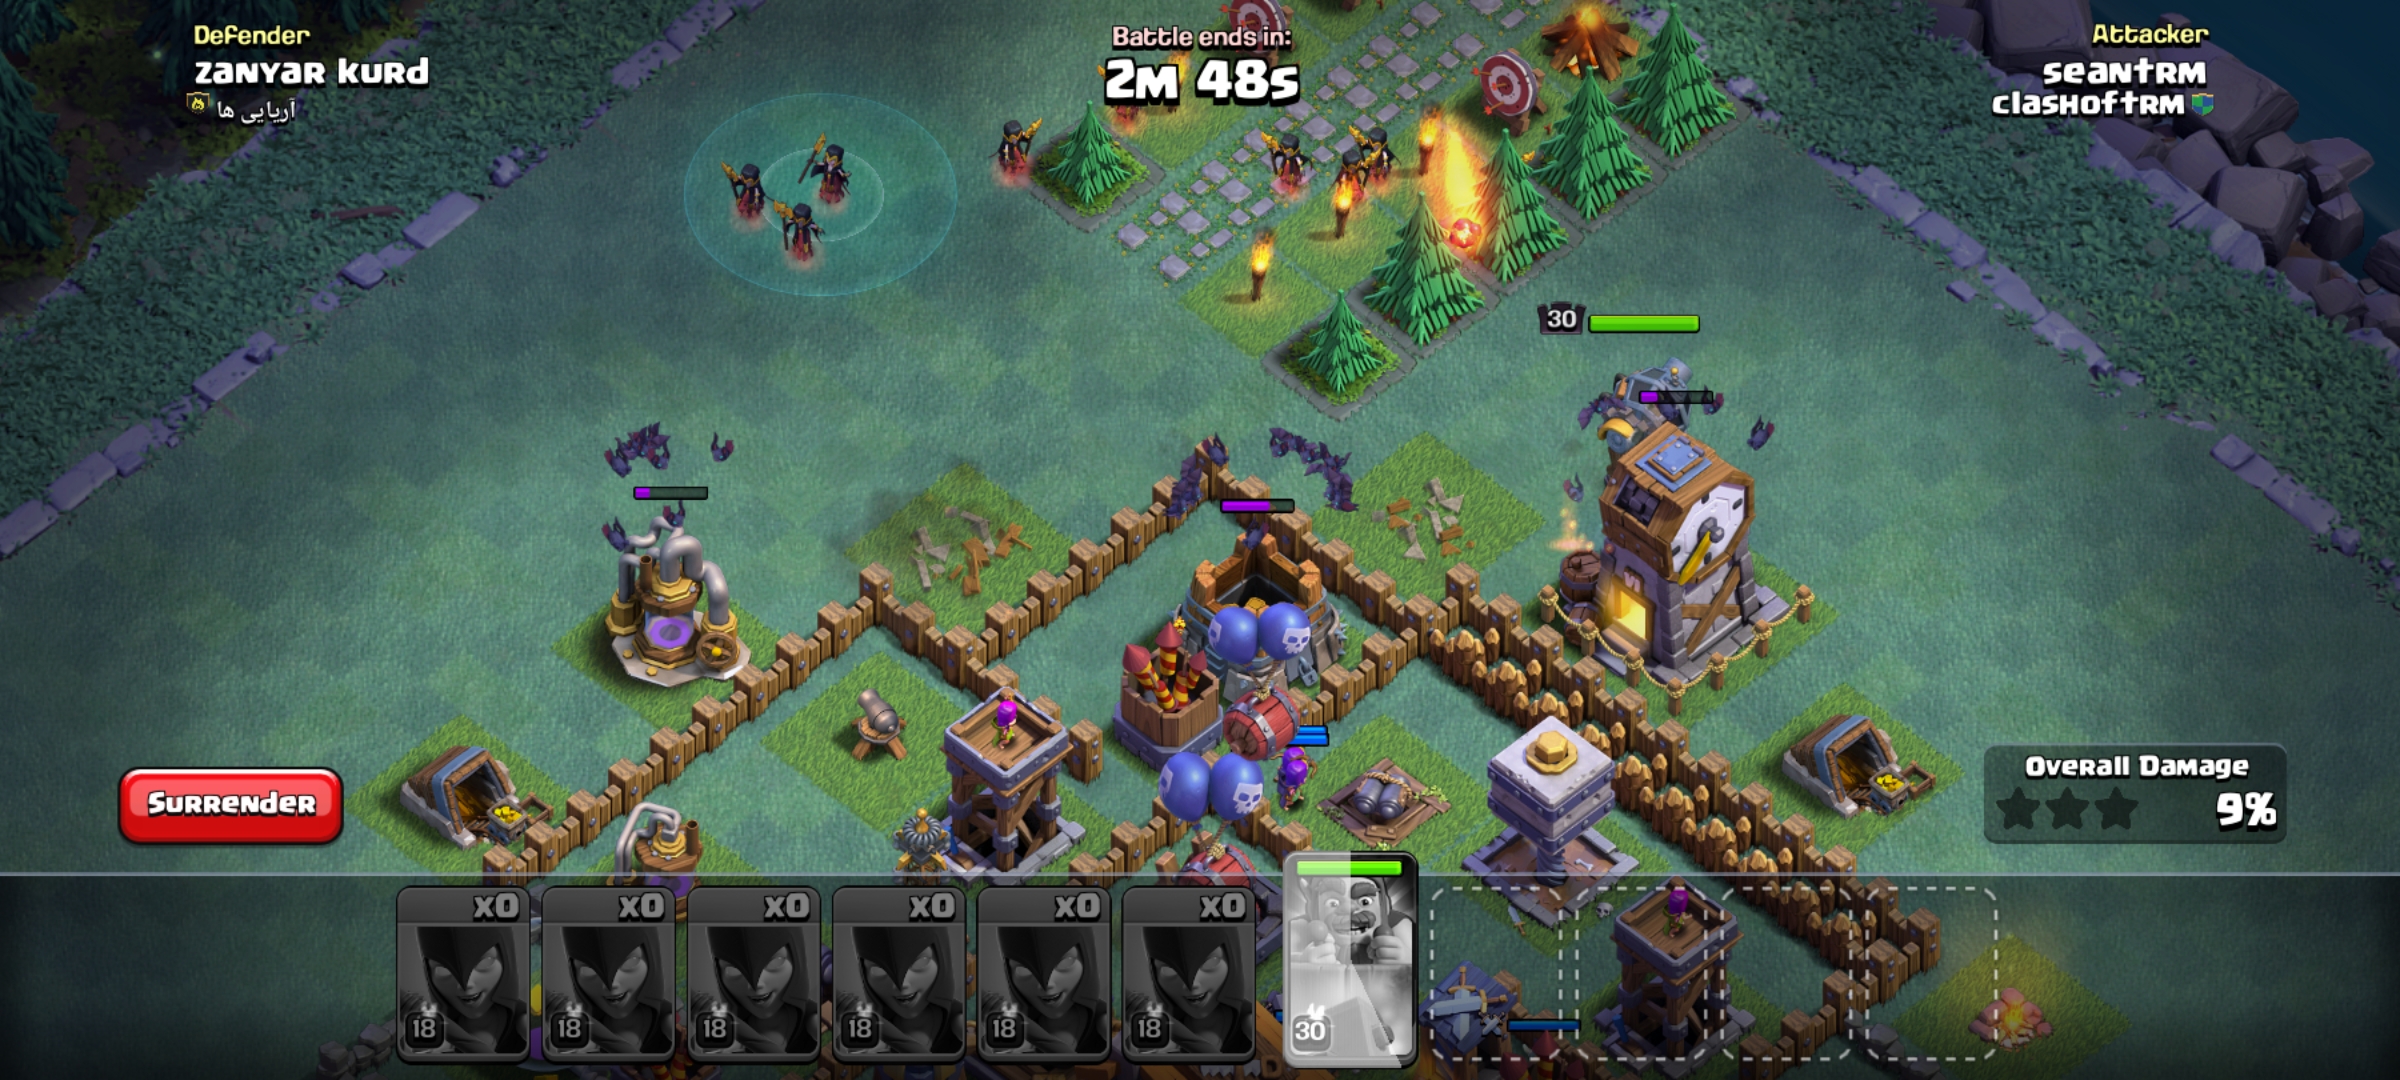 Defender
zanyar kurd
آریایی ها
Battle ends in:
2m 48s
Attacker
seantrm
clashoftrm
30
Surrender
Overall Damage
9%
x0
x0
x0
x0
x0
x0
18
18
18
18
18
18
30